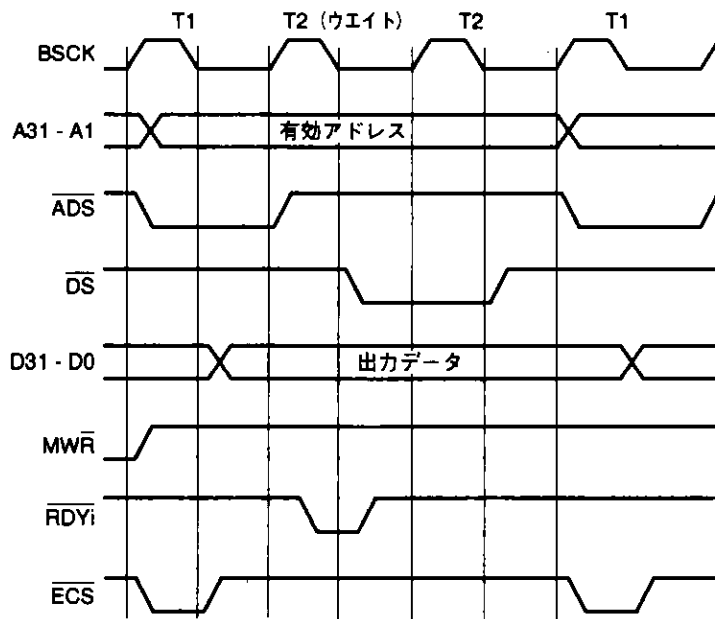 T1 T2 (ウエイト) T2 T1
BSCK
A31 - A1 有効アドレス
ADS
DS
D31 - D0 出力データ
MWR
RDYi
ECS